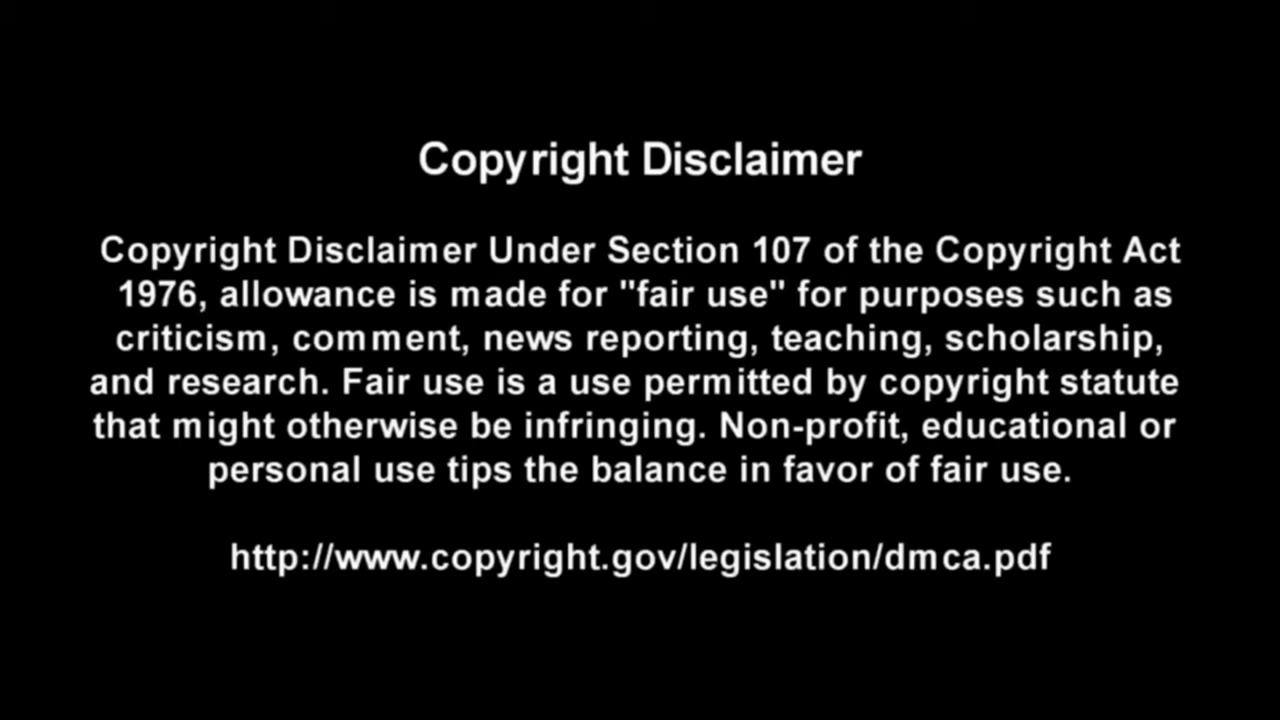 Copyright Disclaimer
Copyright Disclaimer Under Section 107 of the Copyright Act
1976, allowance is made for "fair use" for purposes such as
criticism, comment, news reporting, teaching, scholarship,
and research. Fair use is a use permitted by copyright statute
that might otherwise be infringing. Non-profit, educational or
personal use tips the balance in favor of fair use.
http://www.copyright.gov/legislation/dmca.pdf